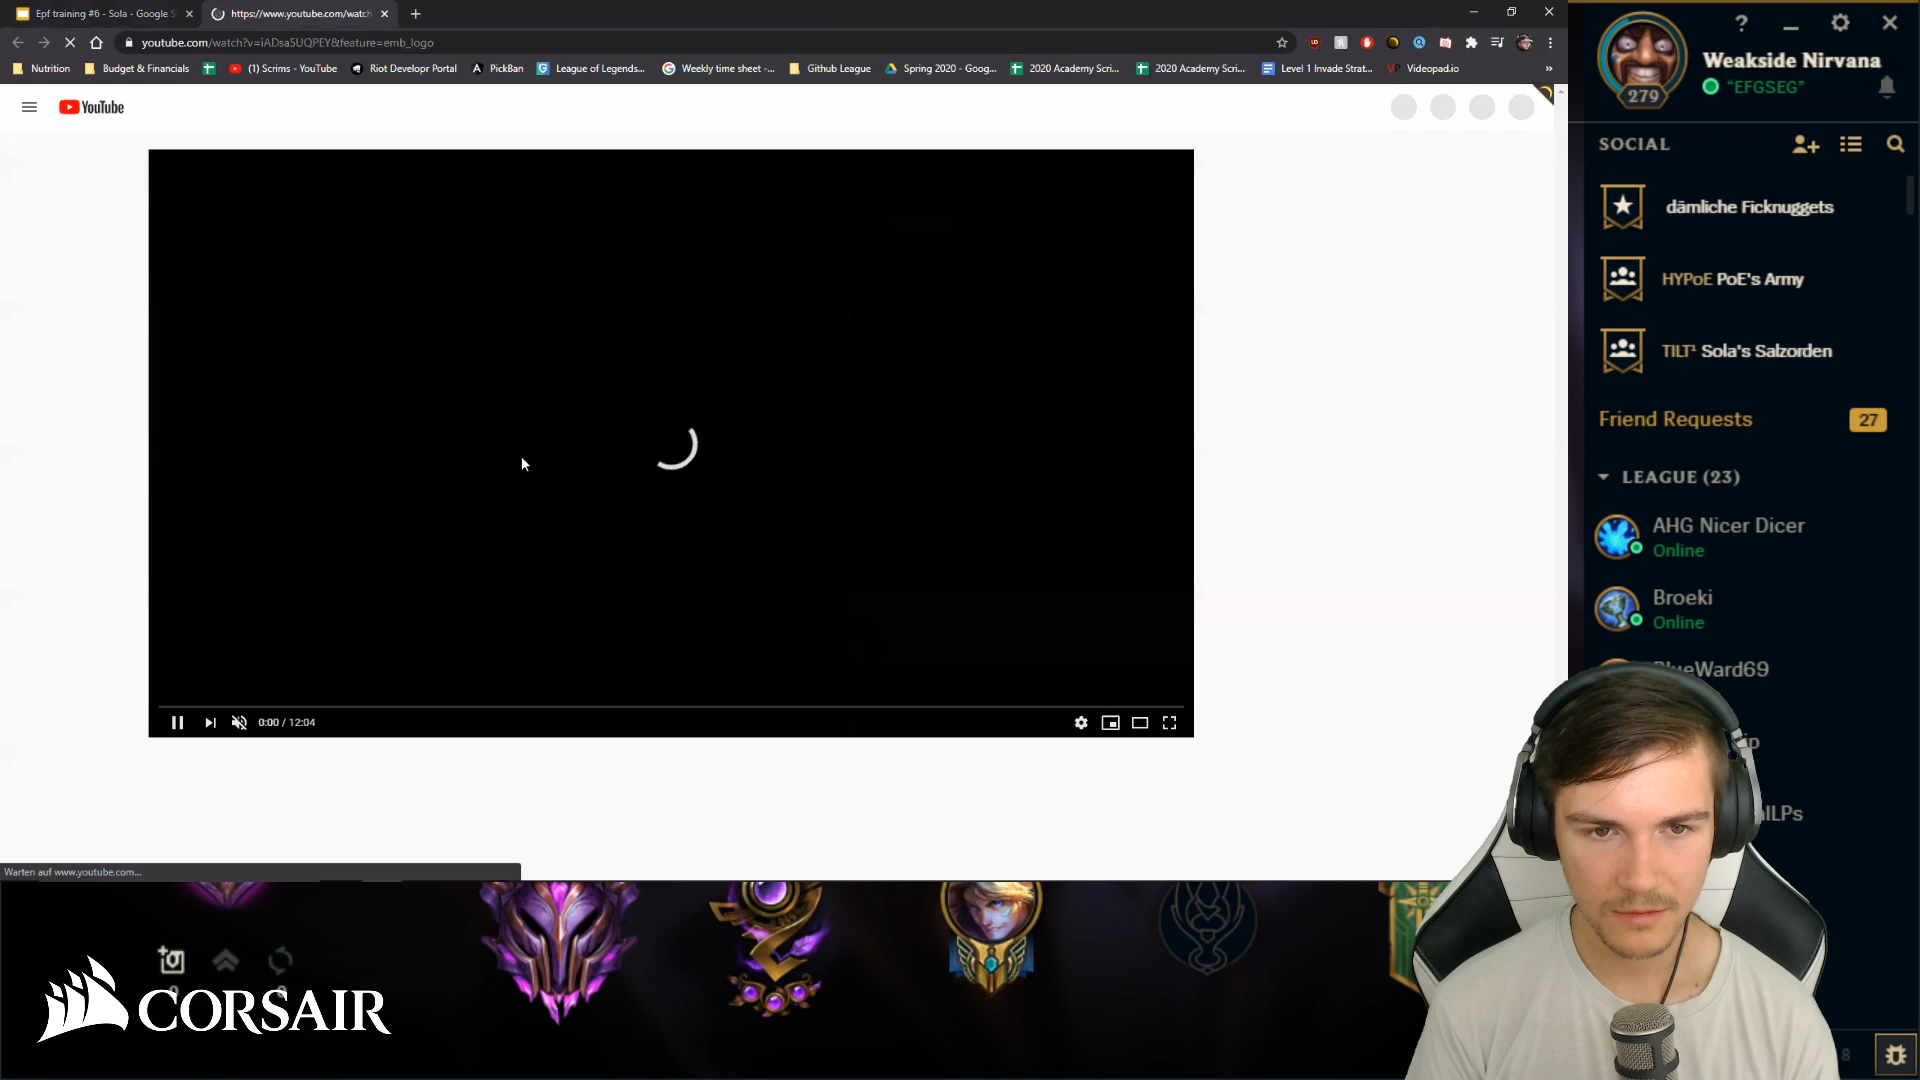 Epf training #6 - Sola - Google S
https://www.youtube.com/watch
youtube.com/watch?v=iADsa5UQPEY&feature=emb_logo
Nutrition
Budget & Financials
(1) Scrims - YouTube
Riot Developr Portal
PickBan
League of Legends...
Weekly time sheet -...
Github League
Spring 2020 - Goog...
2020 Academy Scri...
2020 Academy Scri...
Level 1 Invade Strat...
Videopad.io
»
YouTube
0:00 / 12:04
Warten auf www.youtube.com...
CORSAIR
279
Weakside Nirvana
"EFGSEG"
SOCIAL
dämliche Ficknuggets
HYPoE PoE's Army
TILT¹ Sola's Salzorden
Friend Requests
27
LEAGUE (23)
AHG Nicer Dicer
Online
Broeki
Online